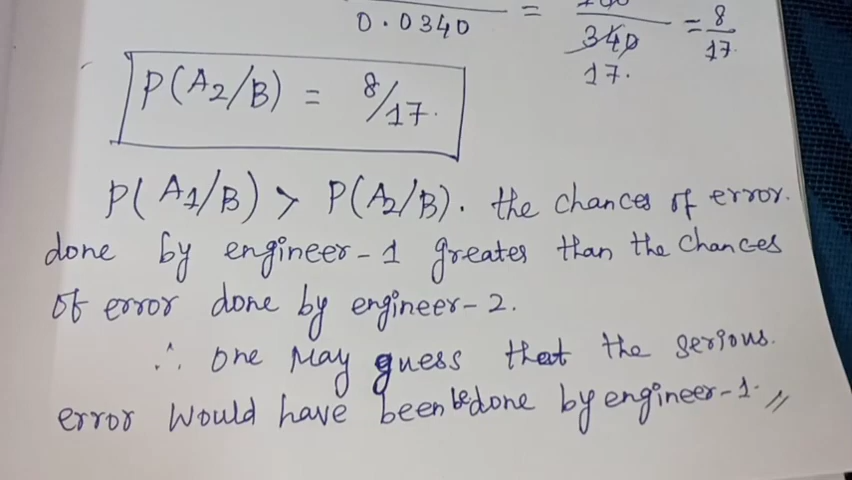 0.0340 = 340 = 8/17.
17.
P(A2/B) = 8/17.
P(A1/B) > P(A2/B). the chances of error.
done by engineer-1 greates than the chances
of error done by engineer-2.
∴ one may guess that the serious.
error would have been be done by engineer-1. //